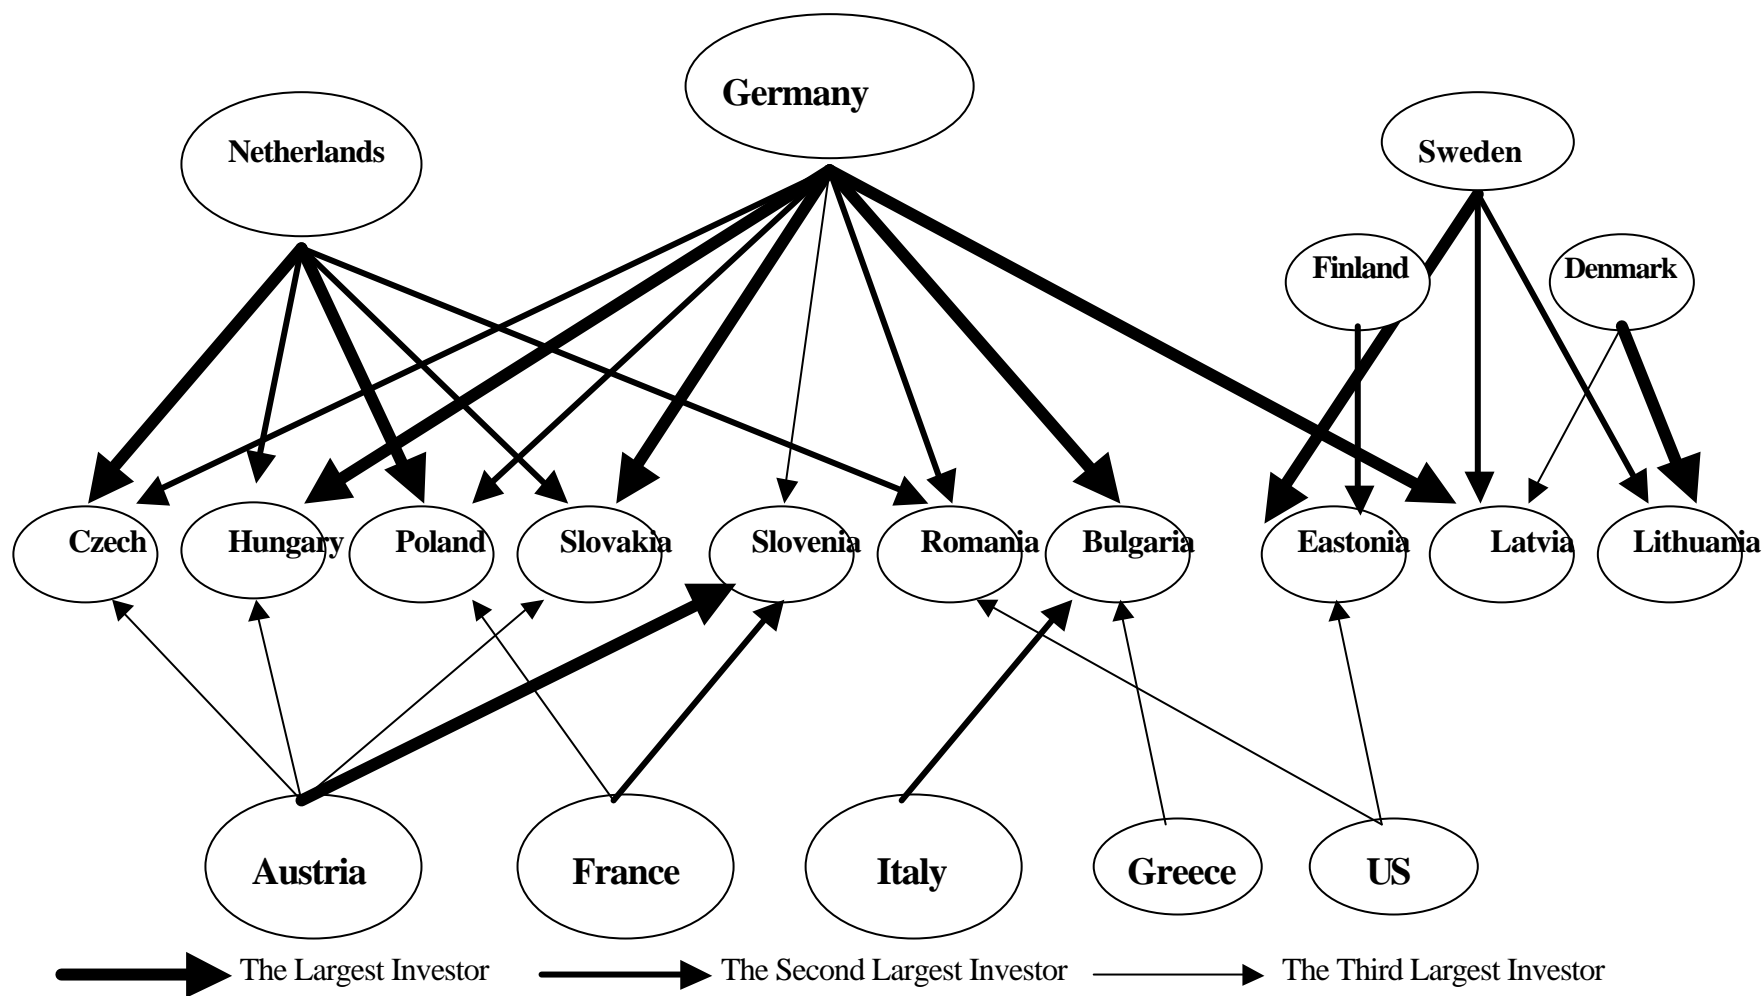 Germany
Netherlands
Sweden
Finland
Denmark
Czech
Hungary
Poland
Slovakia
Slovenia
Romania
Bulgaria
Eastonia
Latvia
Lithuania
Austria
France
Italy
Greece
US
The Largest Investor
The Second Largest Investor
The Third Largest Investor